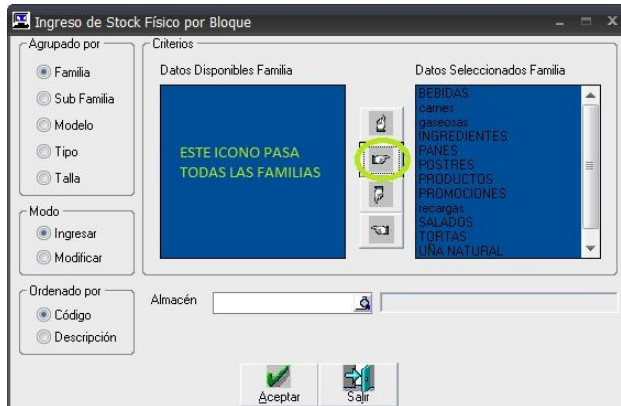 Ingreso de Stock Físico por Bloque
Agrupado por
Familia
Sub Familia
Modelo
Tipo
Talla
Modo
Ingresar
Modificar
Ordenado por
Código
Descripción
Criterios
Datos Disponibles Familia
ESTE ICONO PASA
TODAS LAS FAMILIAS
Datos Seleccionados Familia
BEBIDAS
carnes
gaseosas
INGREDIENTES
PANES
POSTRES
PRODUCTOS
PROMOCIONES
recargas
SALADOS
TORTAS
UÑA NATURAL
Almacén
Aceptar
Salir